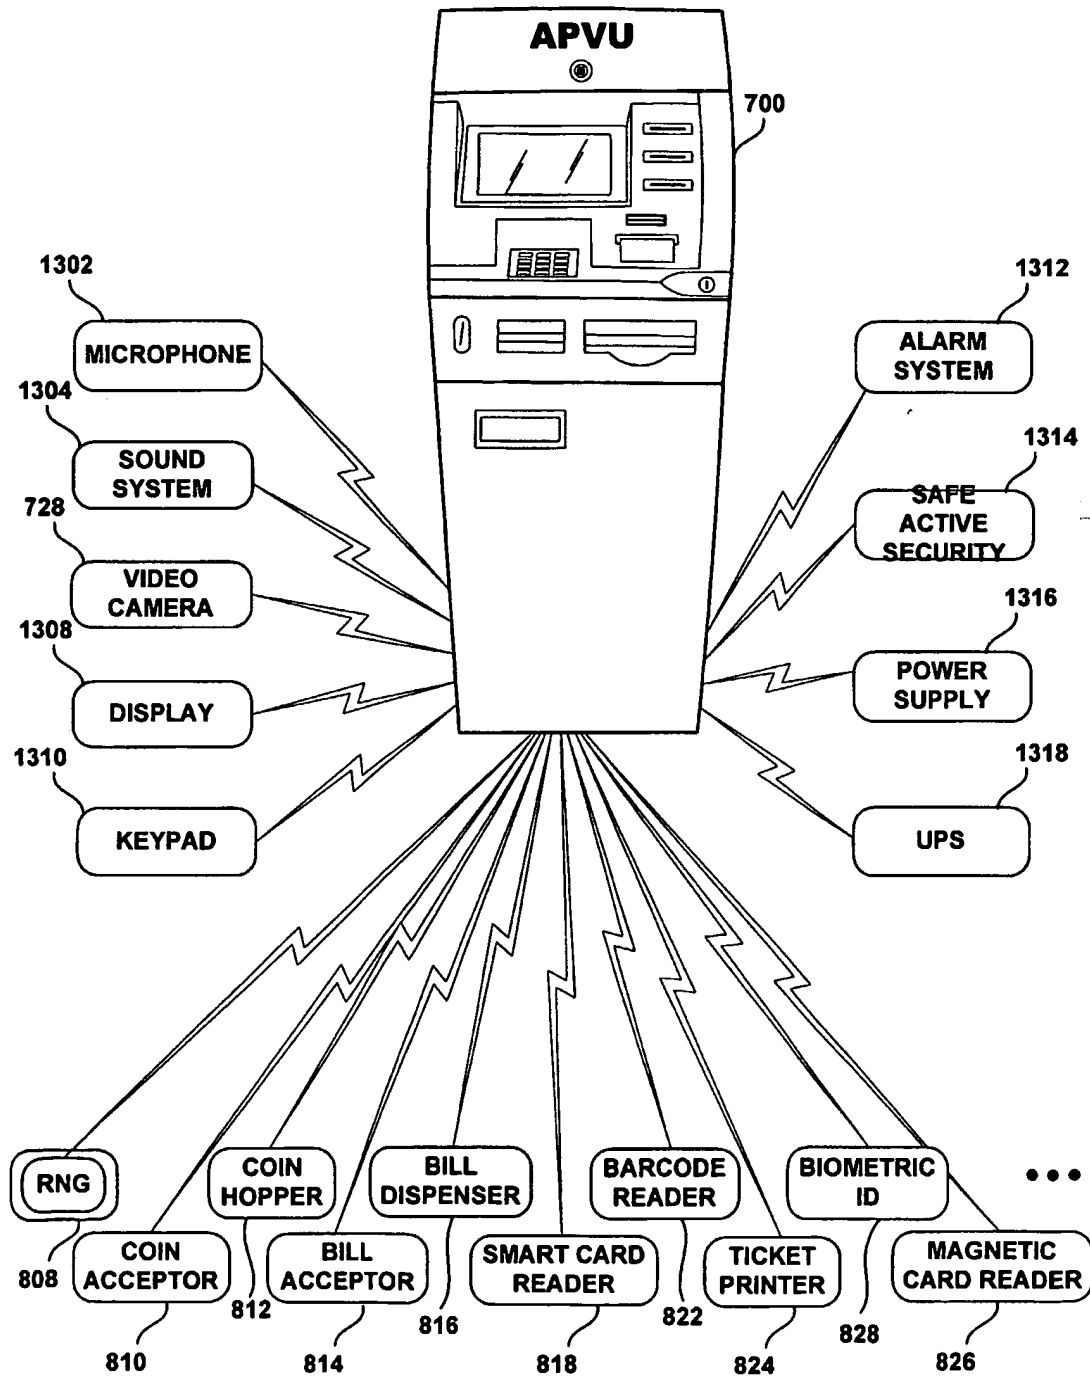 APVU
700
1302
MICROPHONE
1304
SOUND
SYSTEM
728
VIDEO
CAMERA
1308
DISPLAY
1310
KEYPAD
1312
ALARM
SYSTEM
1314
SAFE
ACTIVE
SECURITY
1316
POWER
SUPPLY
1318
UPS
RNG
808
COIN
ACCEPTOR
810
COIN
HOPPER
812
BILL
ACCEPTOR
814
BILL
DISPENSER
816
SMART CARD
READER
818
BARCODE
READER
822
TICKET
PRINTER
824
BIOMETRIC
ID
828
MAGNETIC
CARD READER
826
•••